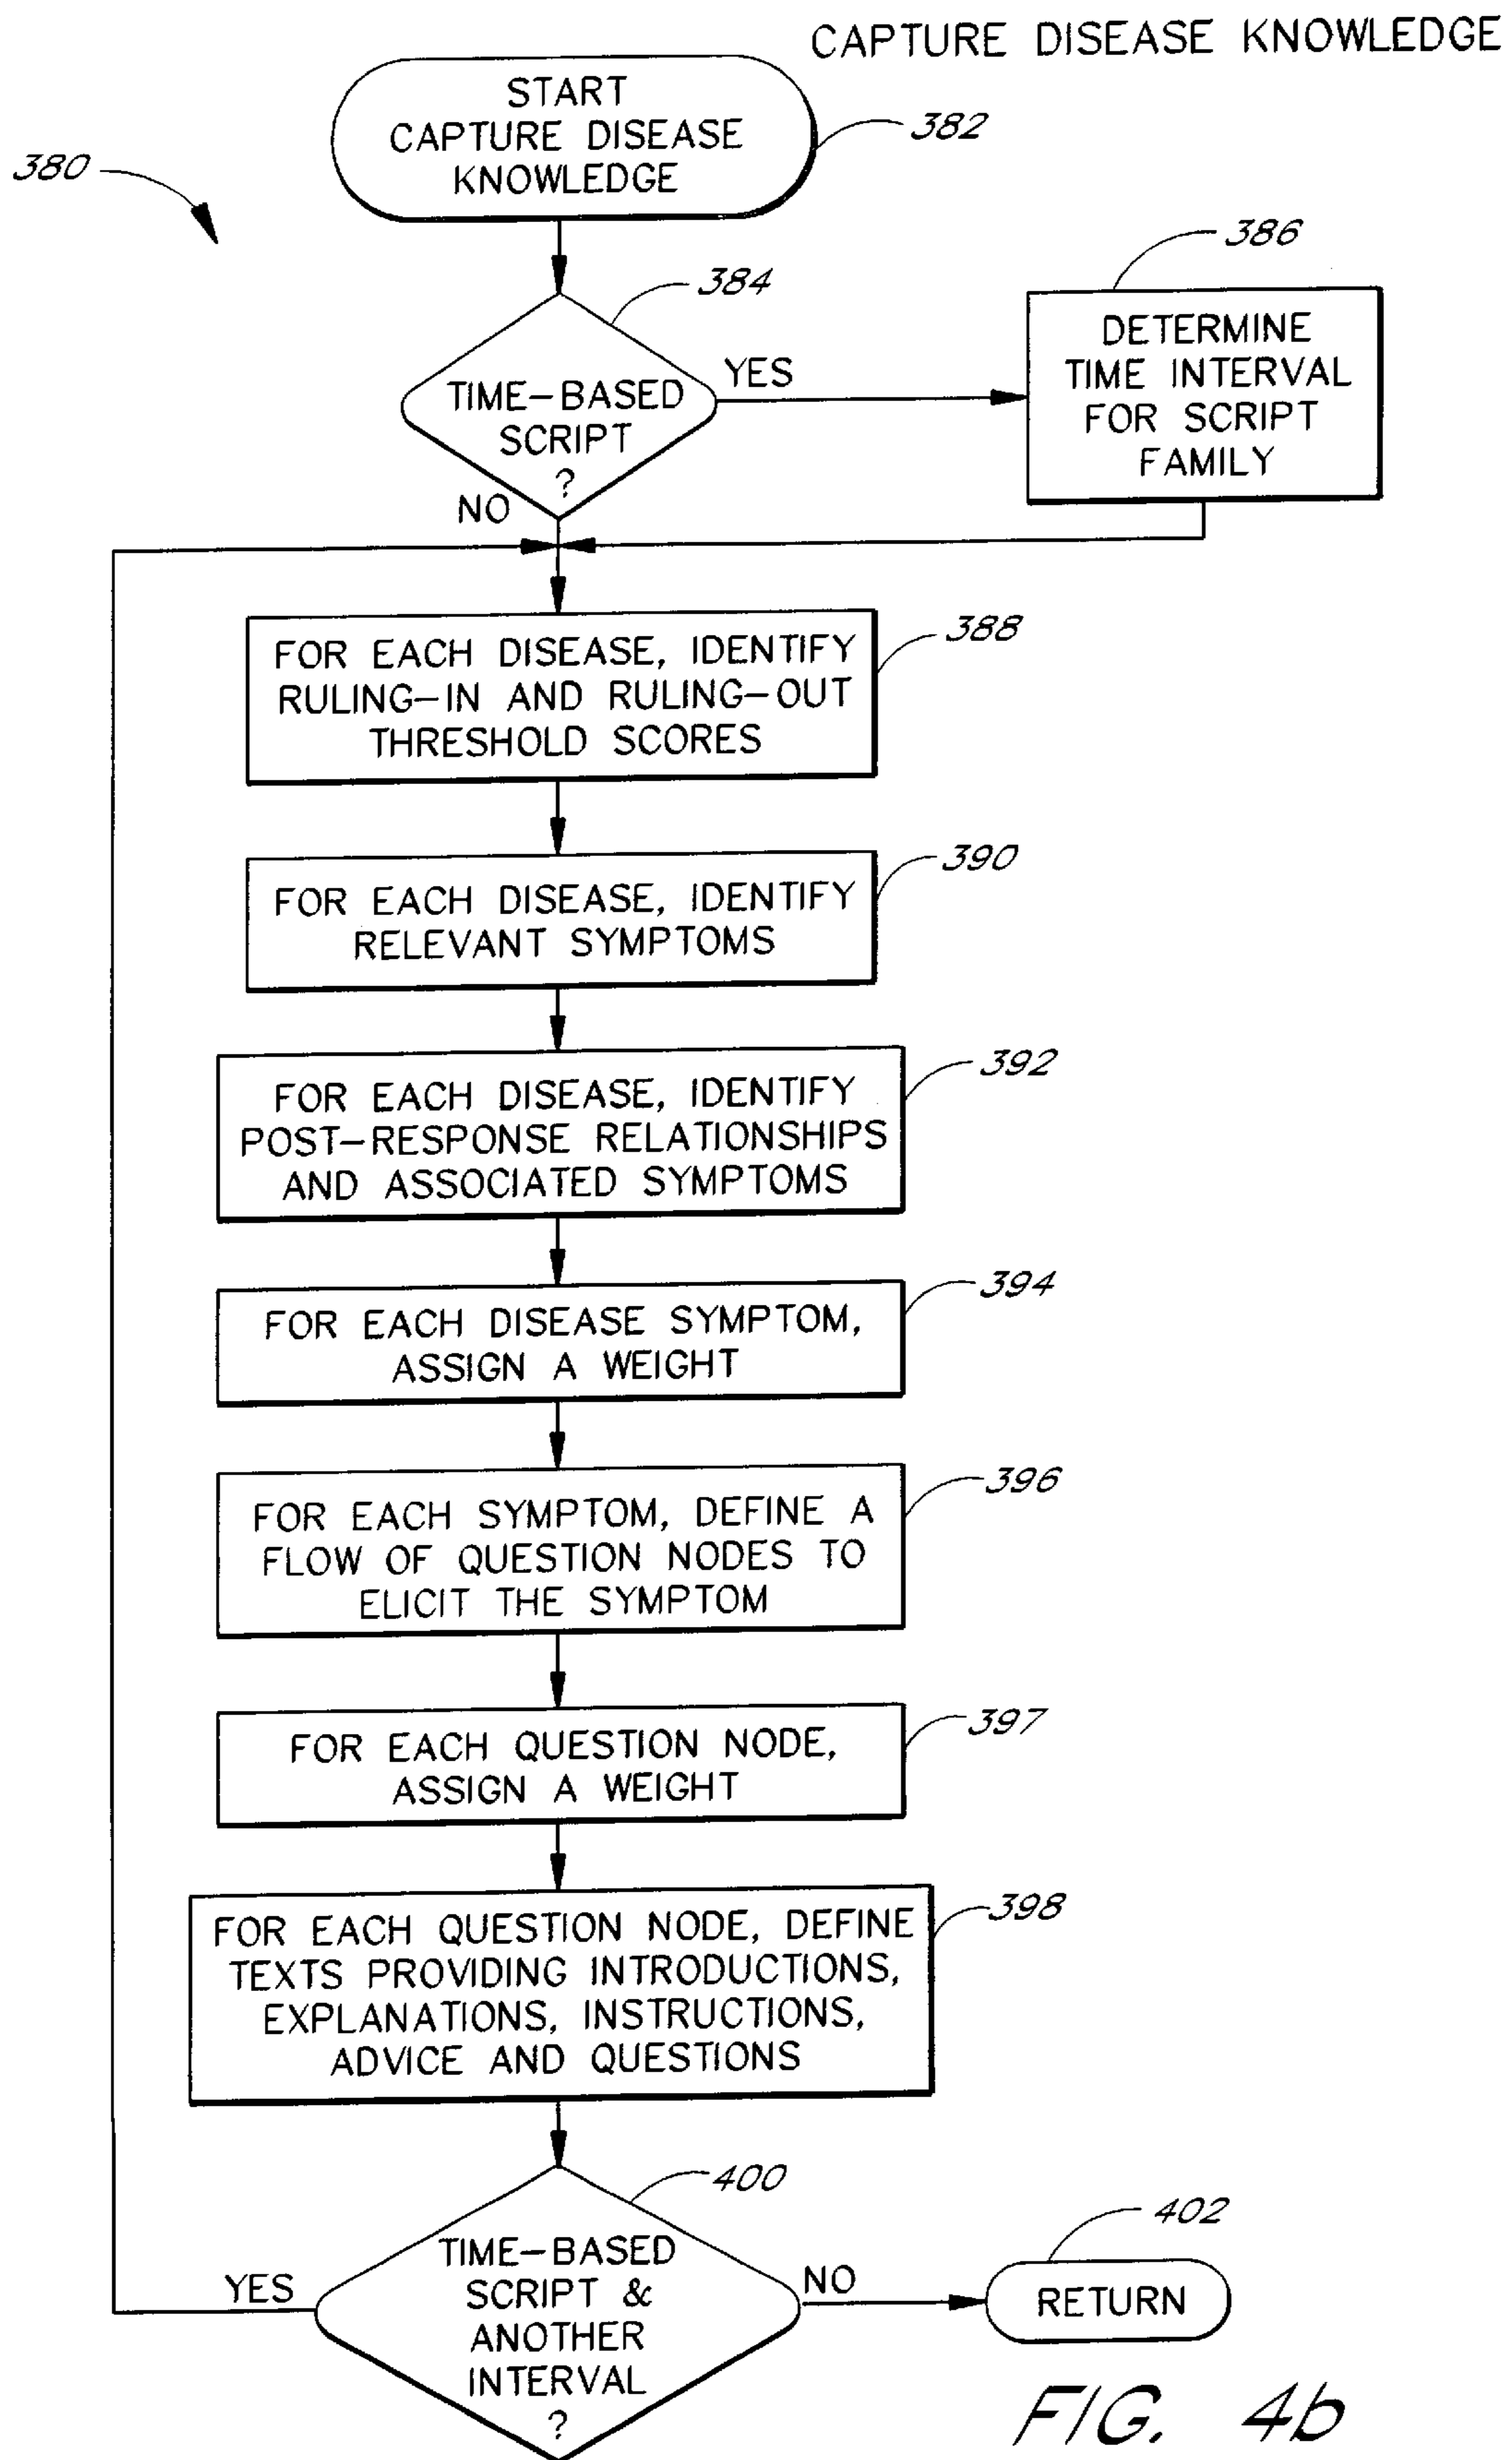 CAPTURE DISEASE KNOWLEDGE
START
CAPTURE DISEASE
KNOWLEDGE
382
380
384
386
TIME-BASED
SCRIPT
?
YES
NO
DETERMINE
TIME INTERVAL
FOR SCRIPT
FAMILY
388
FOR EACH DISEASE, IDENTIFY
RULING-IN AND RULING-OUT
THRESHOLD SCORES
390
FOR EACH DISEASE, IDENTIFY
RELEVANT SYMPTOMS
392
FOR EACH DISEASE, IDENTIFY
POST-RESPONSE RELATIONSHIPS
AND ASSOCIATED SYMPTOMS
394
FOR EACH DISEASE SYMPTOM,
ASSIGN A WEIGHT
396
FOR EACH SYMPTOM, DEFINE A
FLOW OF QUESTION NODES TO
ELICIT THE SYMPTOM
397
FOR EACH QUESTION NODE,
ASSIGN A WEIGHT
398
FOR EACH QUESTION NODE, DEFINE
TEXTS PROVIDING INTRODUCTIONS,
EXPLANATIONS, INSTRUCTIONS,
ADVICE AND QUESTIONS
400
TIME-BASED
SCRIPT &
ANOTHER
INTERVAL
?
YES
NO
402
RETURN
FIG. 4b